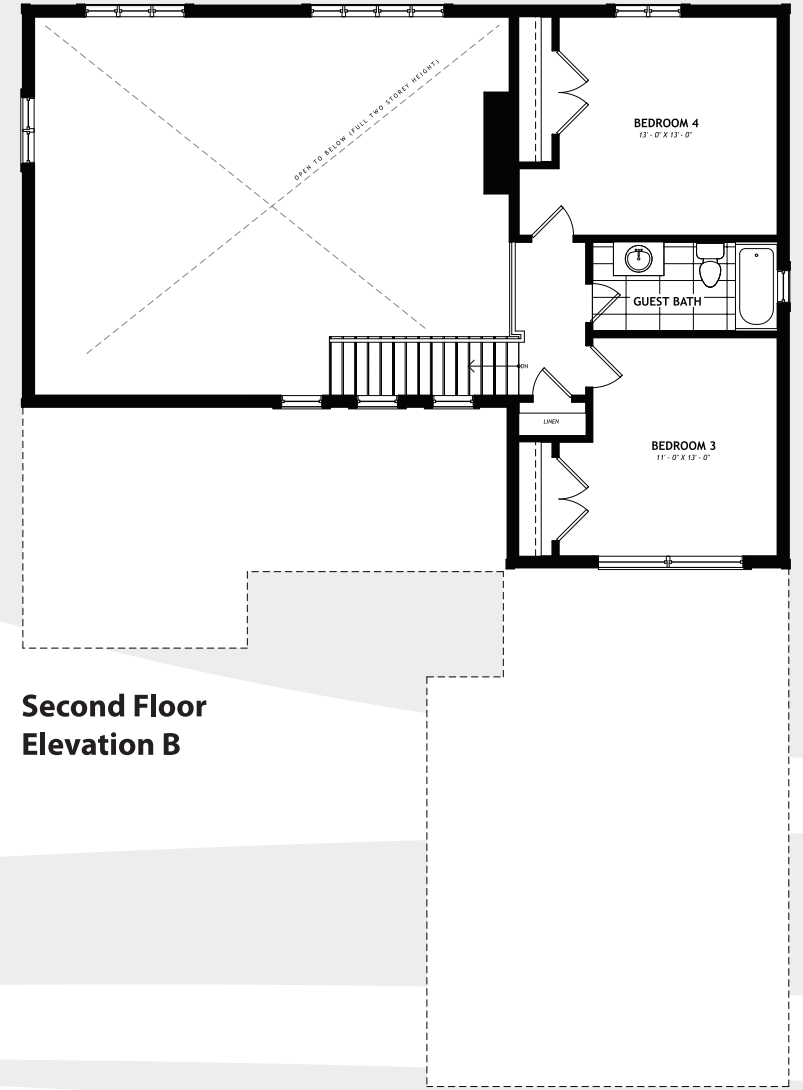 OPEN TO BELOW (FULL TWO STOREY HEIGHT)
BEDROOM 4
13' - 0" X 13' - 0"
GUEST BATH
DN
LINEN
BEDROOM 3
11' - 0" X 13' - 0"
Second Floor
Elevation B